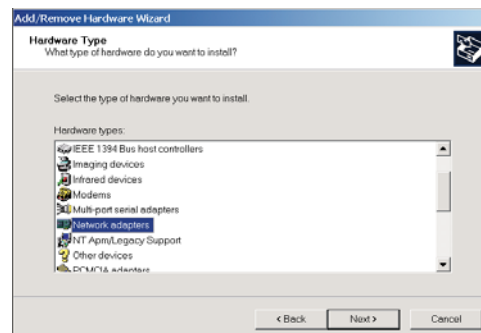 Add/Remove Hardware Wizard
Hardware Type
What type of hardware do you want to install?
Select the type of hardware you want to install.
Hardware types:
IEEE 1394 Bus host controllers
Imaging devices
Infrared devices
Modems
Multi-port serial adapters
Network adapters
NT Apm/Legacy Support
Other devices
PCMCIA adapters
< Back
Next >
Cancel